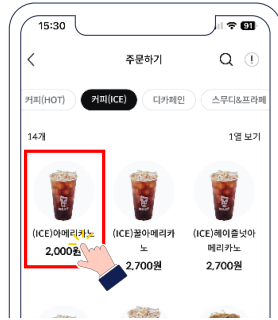 15:30
91
주문하기
커피(HOT) 커피(ICE) 디카페인 스무디&프라페
14개 1열 보기
(ICE)아메리카노 (ICE)꿀아메리카 (ICE)헤이즐넛아
노 메리카노
2,000원 2,700원 2,700원